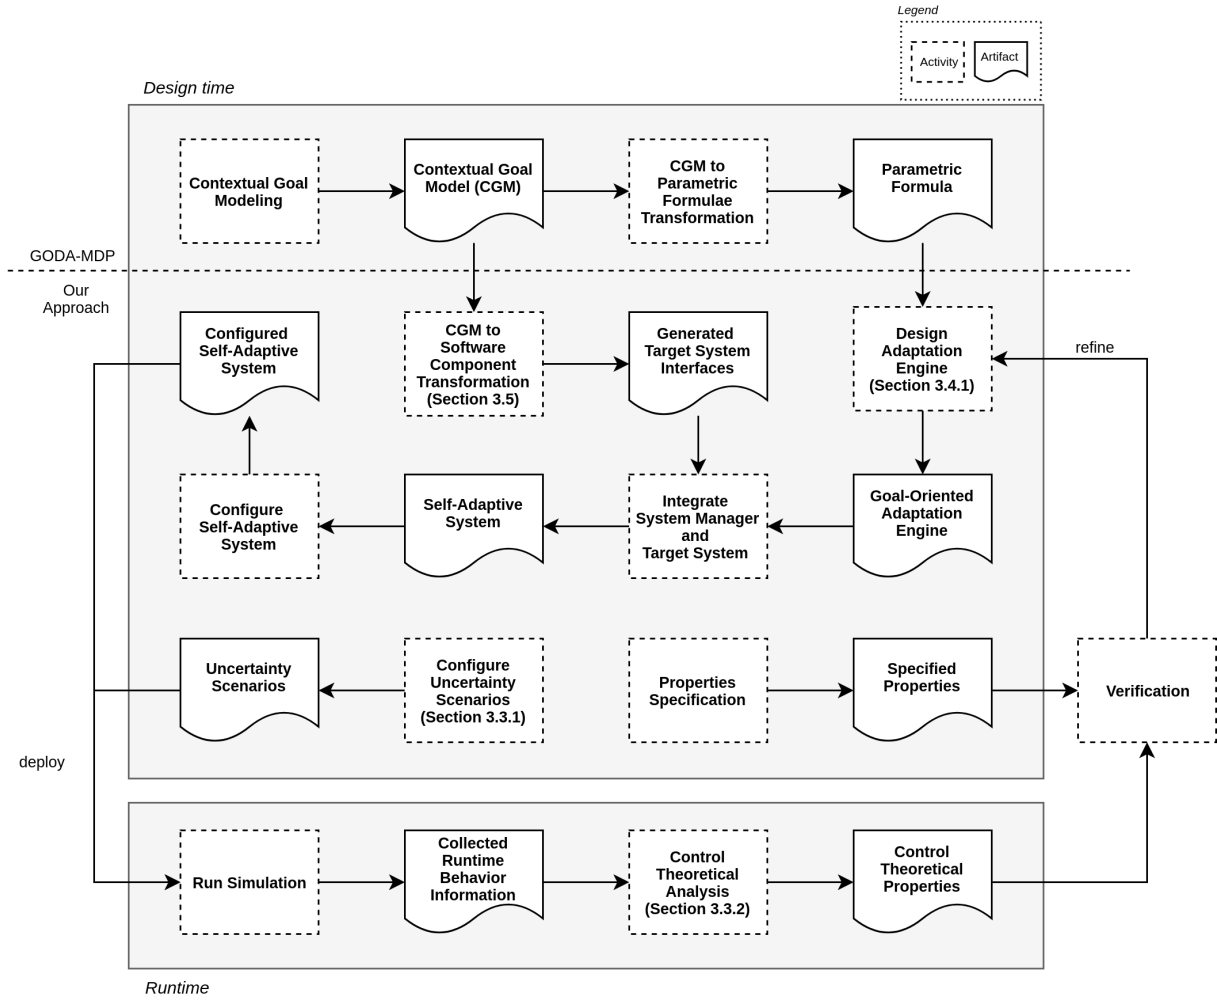 Legend
Activity
Artifact
Design time
Contextual Goal
Modeling
Contextual Goal
Model (CGM)
CGM to
Parametric
Formulae
Transformation
Parametric
Formula
GODA-MDP
Our
Approach
Configured
Self-Adaptive
System
CGM to
Software
Component
Transformation
(Section 3.5)
Generated
Target System
Interfaces
Design
Adaptation
Engine
(Section 3.4.1)
refine
Configure
Self-Adaptive
System
Self-Adaptive
System
Integrate
System Manager
and
Target System
Goal-Oriented
Adaptation
Engine
Uncertainty
Scenarios
Configure
Uncertainty
Scenarios
(Section 3.3.1)
Properties
Specification
Specified
Properties
Verification
deploy
Run Simulation
Collected
Runtime
Behavior
Information
Control
Theoretical
Analysis
(Section 3.3.2)
Control
Theoretical
Properties
Runtime